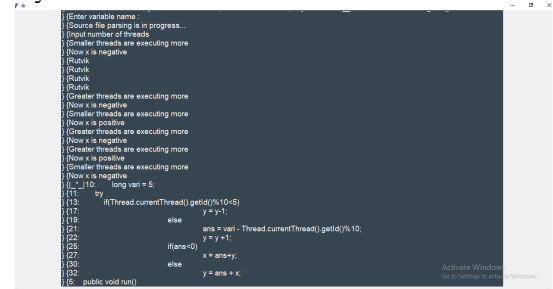 } {Enter variable name :
} {Source file parsing is in progress...
} {Input number of threads
} {Smaller threads are executing more
} {Now x is negative
} {Rutvik
} {Rutvik
} {Rutvik
} {Rutvik
} {Greater threads are executing more
} {Now x is negative
} {Smaller threads are executing more
} {Now x is positive
} {Greater threads are executing more
} {Now x is negative
} {Greater threads are executing more
} {Now x is positive
} {Smaller threads are executing more
} {Now x is negative
} {|_*_|10: long vari = 5;
} {11: try
} {13: if(Thread.currentThread().getId()%10<5)
} {17: y = y-1;
} {19: else
} {21: ans = vari - Thread.currentThread().getId()%10;
} {22: y = y +1;
} {25: if(ans<0)
} {27: x = ans+y;
} {30: else
} {32: y = ans + x;
} {5: public void run()
Activate Windows
Go to Settings to activate Windows.